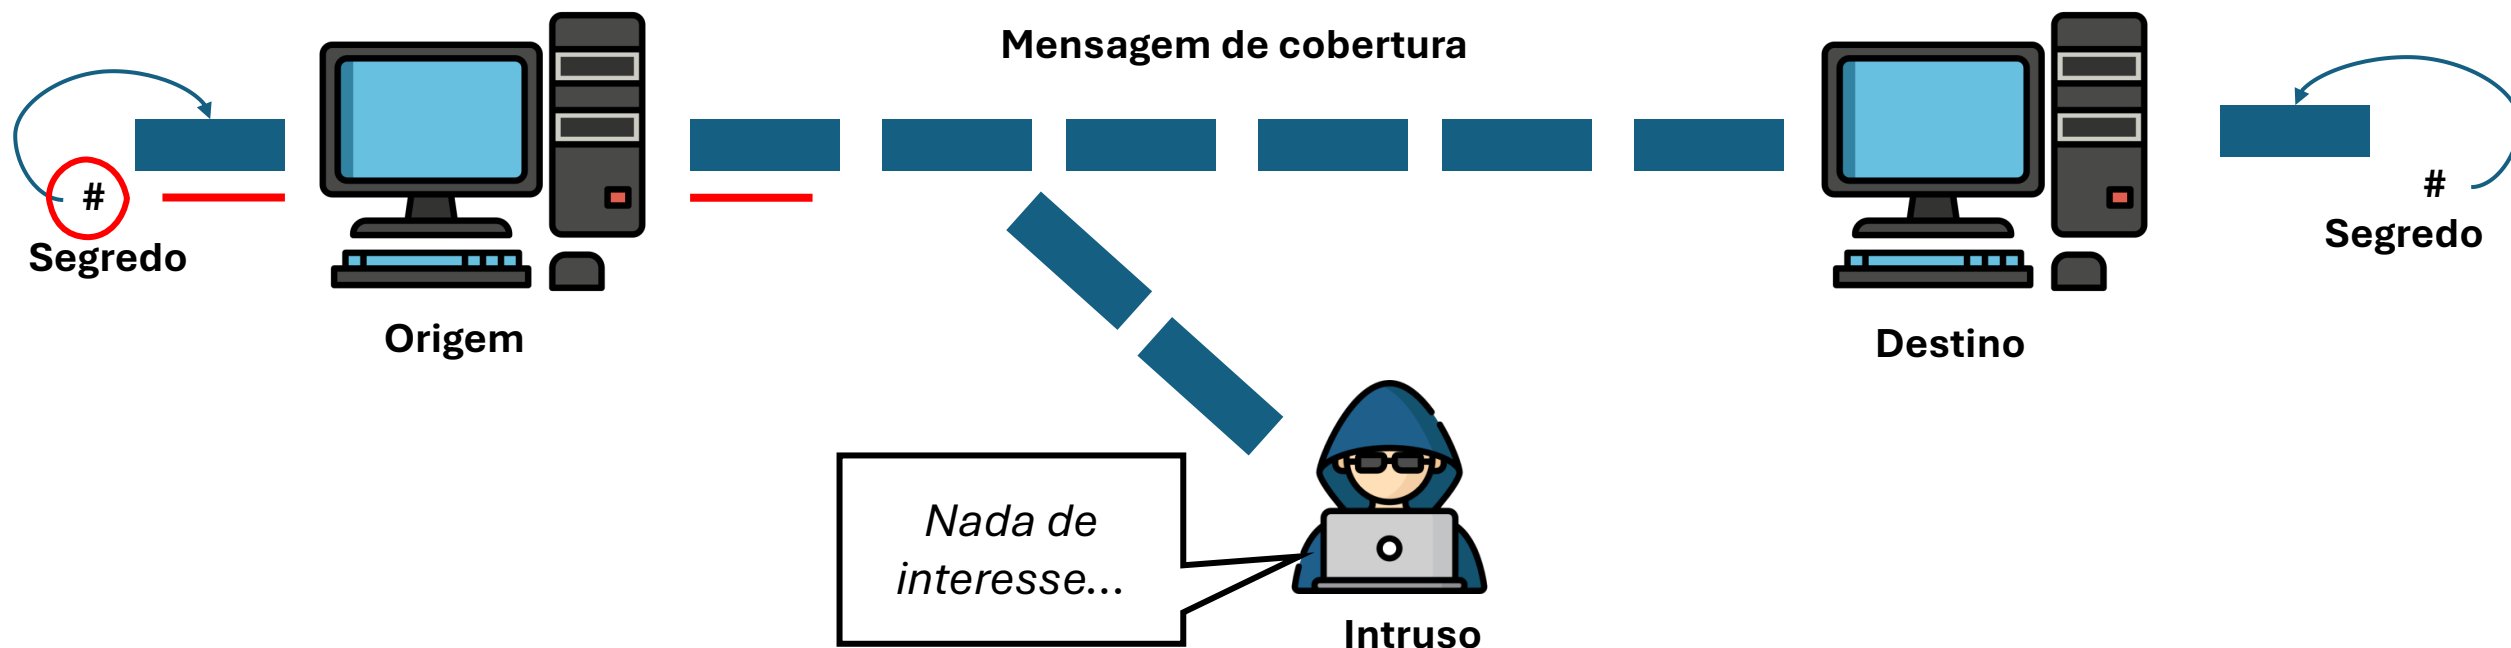 Mensagem de cobertura
#
Segredo
#
Segredo
Origem
Destino
Nada de
interesse...
Intruso